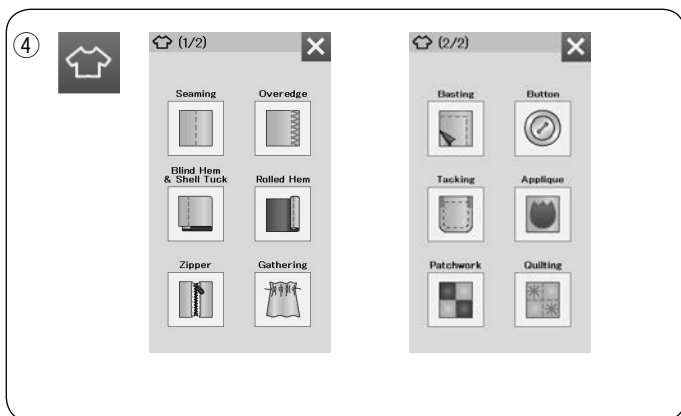 ④
(1/2)
Seaming Overedge
Blind Hem
& Shell Tuck Rolled Hem
Zipper Gathering
(2/2)
Basting Button
Tacking Applique
Patchwork Quilting